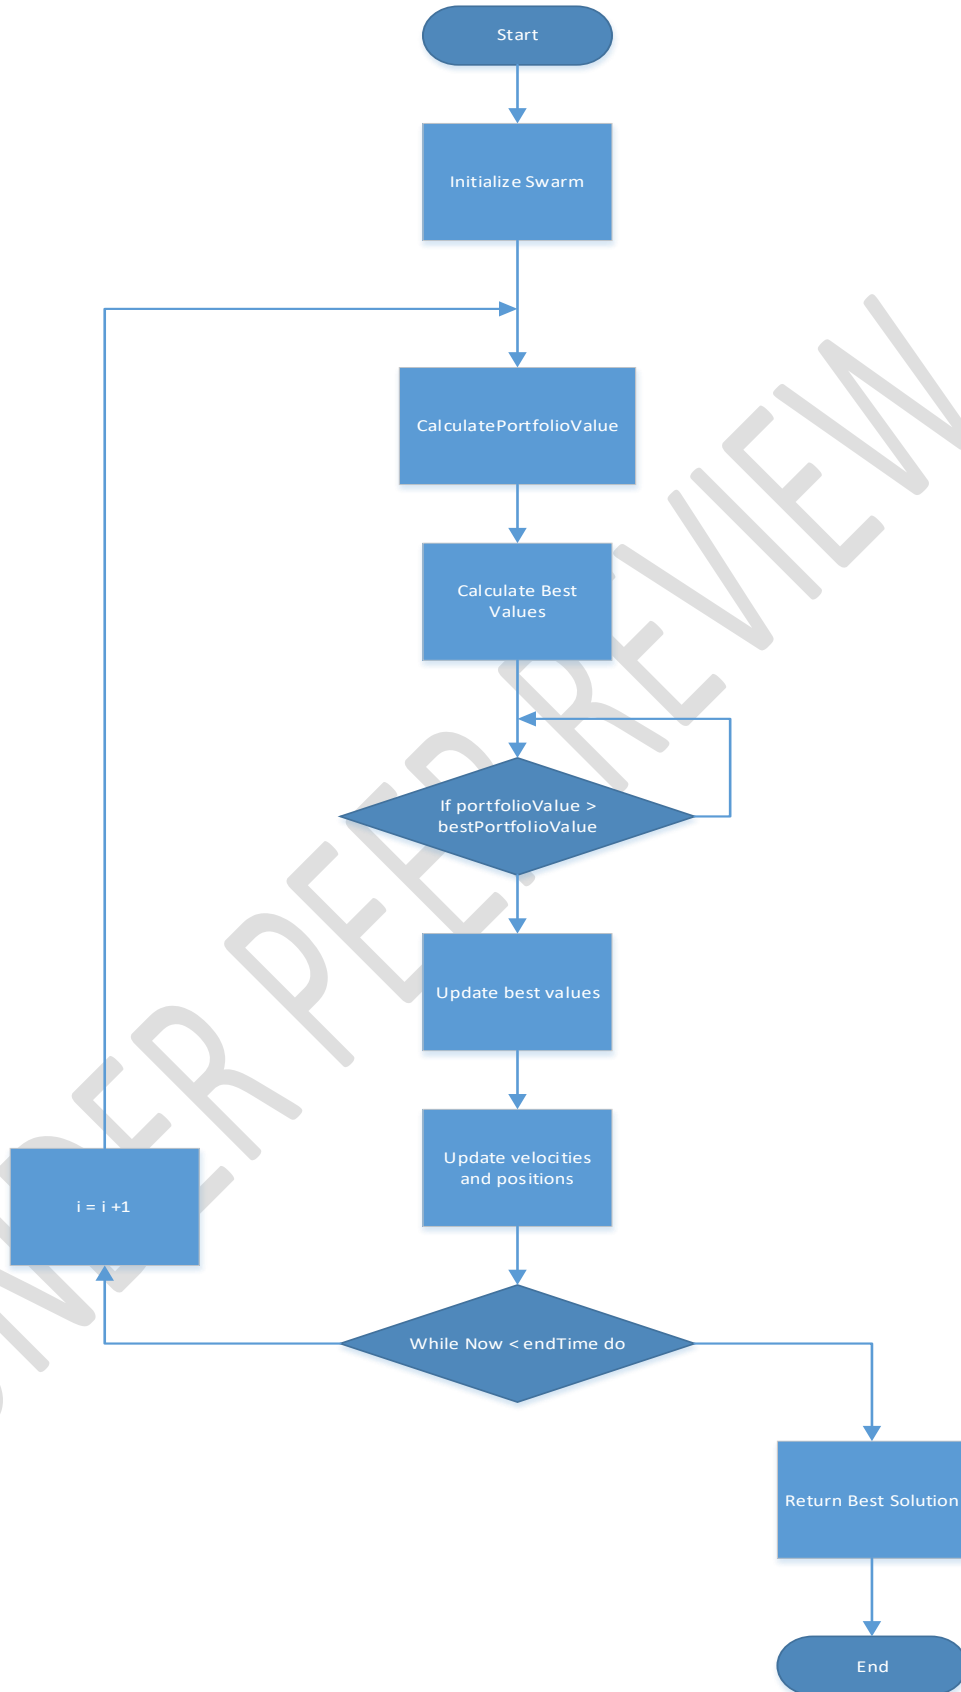 Start
Initialize Swarm
CalculatePortfolioValue
Calculate Best
Values
If portfolioValue >
bestPortfolioValue
Update best values
Update velocities
and positions
i = i +1
While Now < endTime do
Return Best Solution
End
UNDER PEER REVIEW